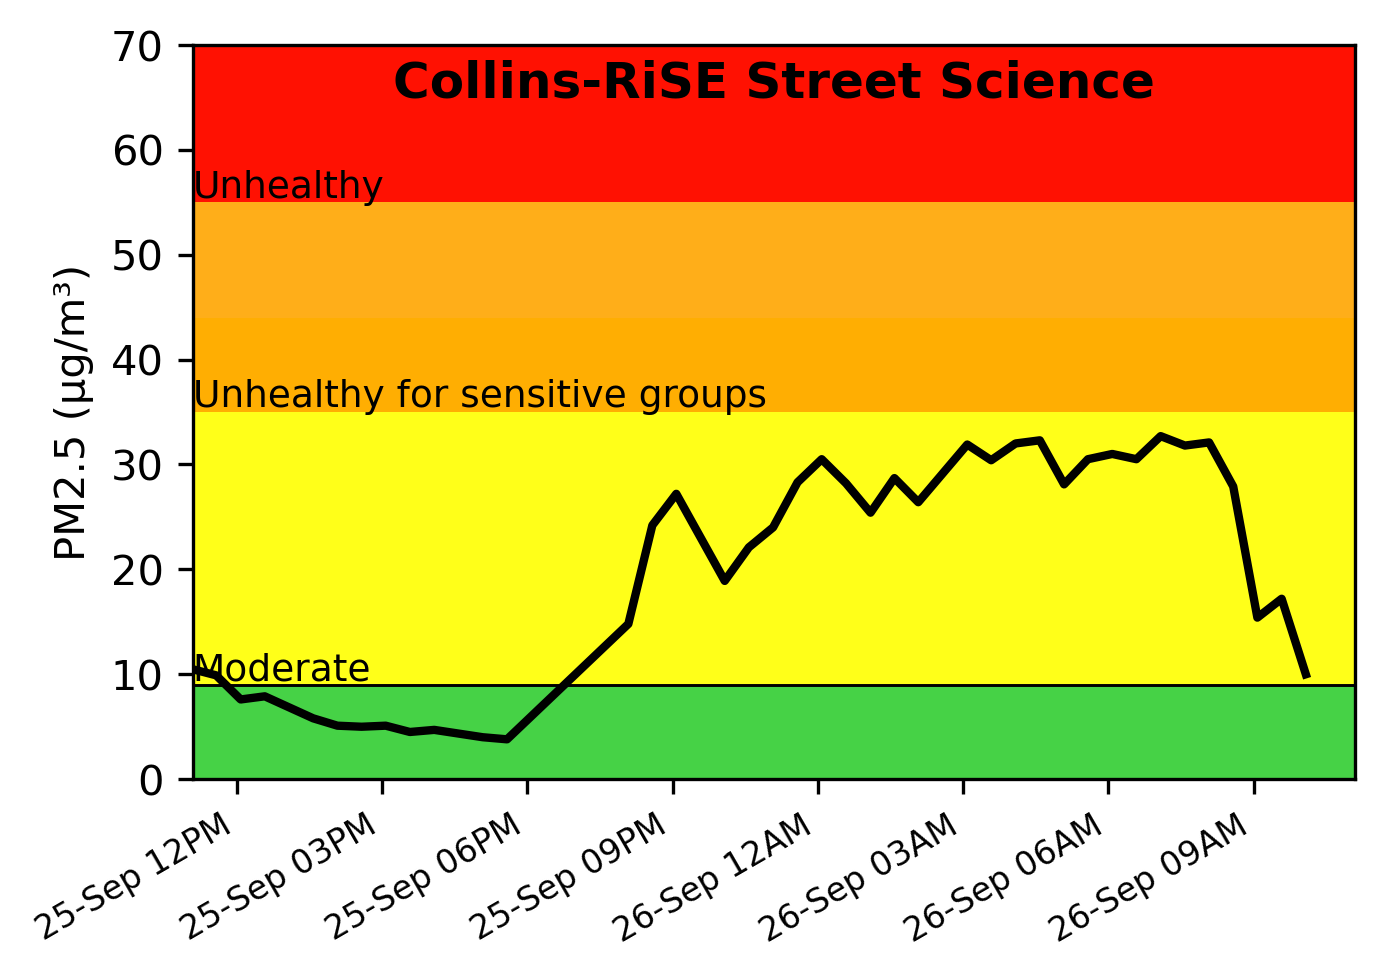 Collins-RiSE Street Science
70
60
50
40
30
20
10
0
PM2.5 (µg/m³)
Unhealthy
Unhealthy for sensitive groups
Moderate
25-Sep 12PM
25-Sep 03PM
25-Sep 06PM
25-Sep 09PM
26-Sep 12AM
26-Sep 03AM
26-Sep 06AM
26-Sep 09AM